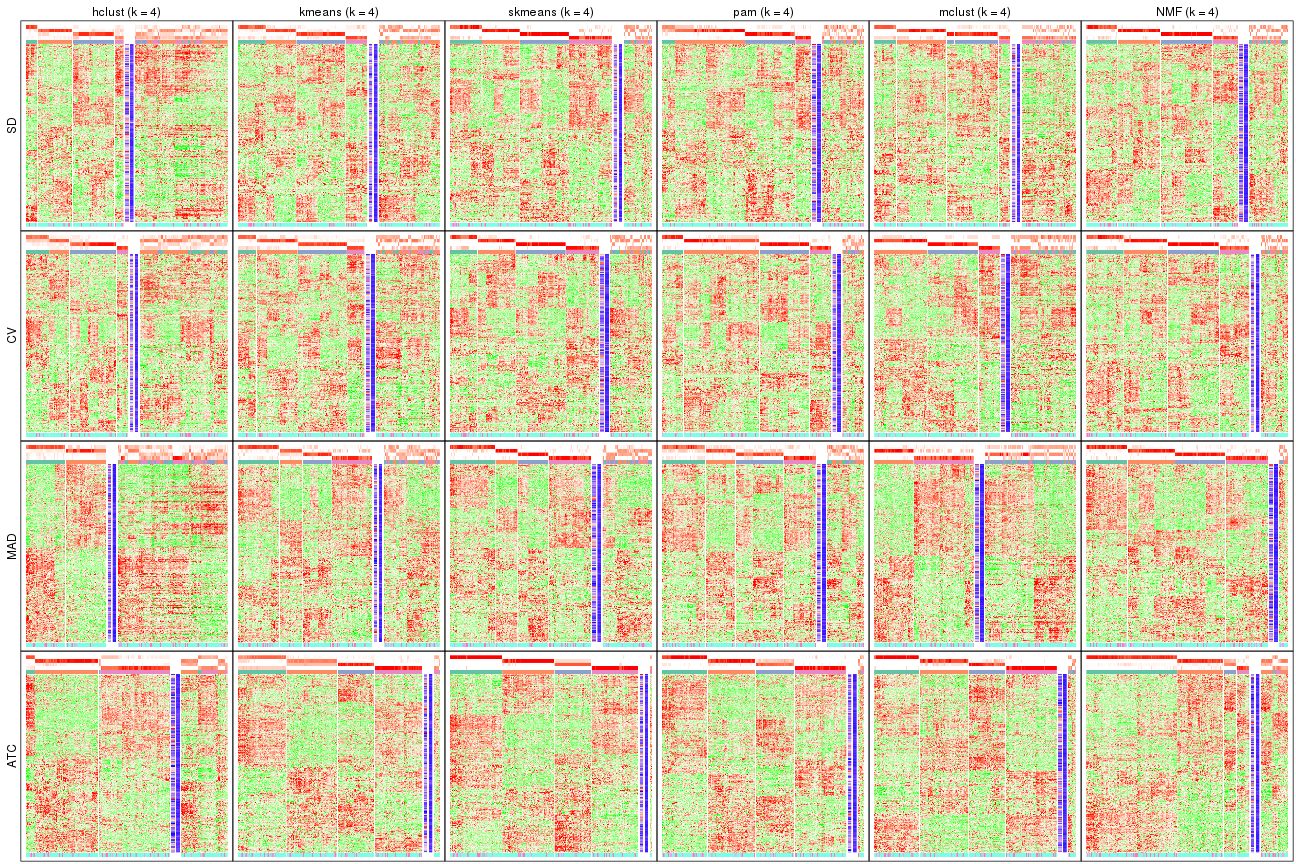 hclust (k = 4)
kmeans (k = 4)
skmeans (k = 4)
pam (k = 4)
mclust (k = 4)
NMF (k = 4)
SD
CV
MAD
ATC